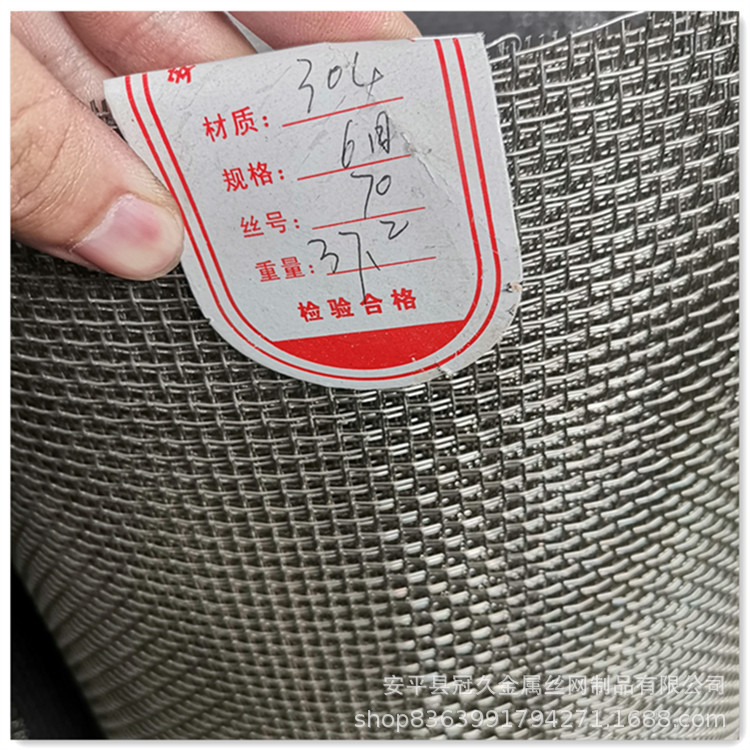 材质: 304
规格: 6目
丝号: 70
重量: 37.2
检验合格
安平县冠久金属丝网制品有限公司
shop8363991794271.1688.com